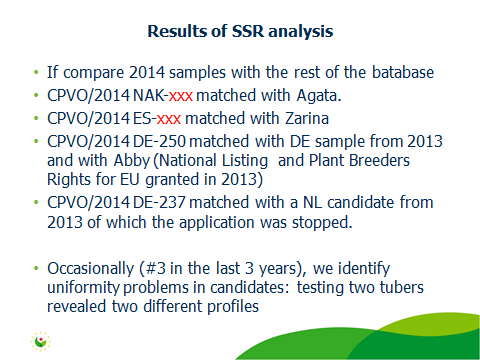 Results of SSR analysis
• If compare 2014 samples with the rest of the batabase
• CPVO/2014 NAK-xxx matched with Agata.
• CPVO/2014 ES-xxx matched with Zarina
• CPVO/2014 DE-250 matched with DE sample from 2013
and with Abby (National Listing and Plant Breeders
Rights for EU granted in 2013)
• CPVO/2014 DE-237 matched with a NL candidate from
2013 of which the application was stopped.
• Occasionally (#3 in the last 3 years), we identify
uniformity problems in candidates: testing two tubers
revealed two different profiles